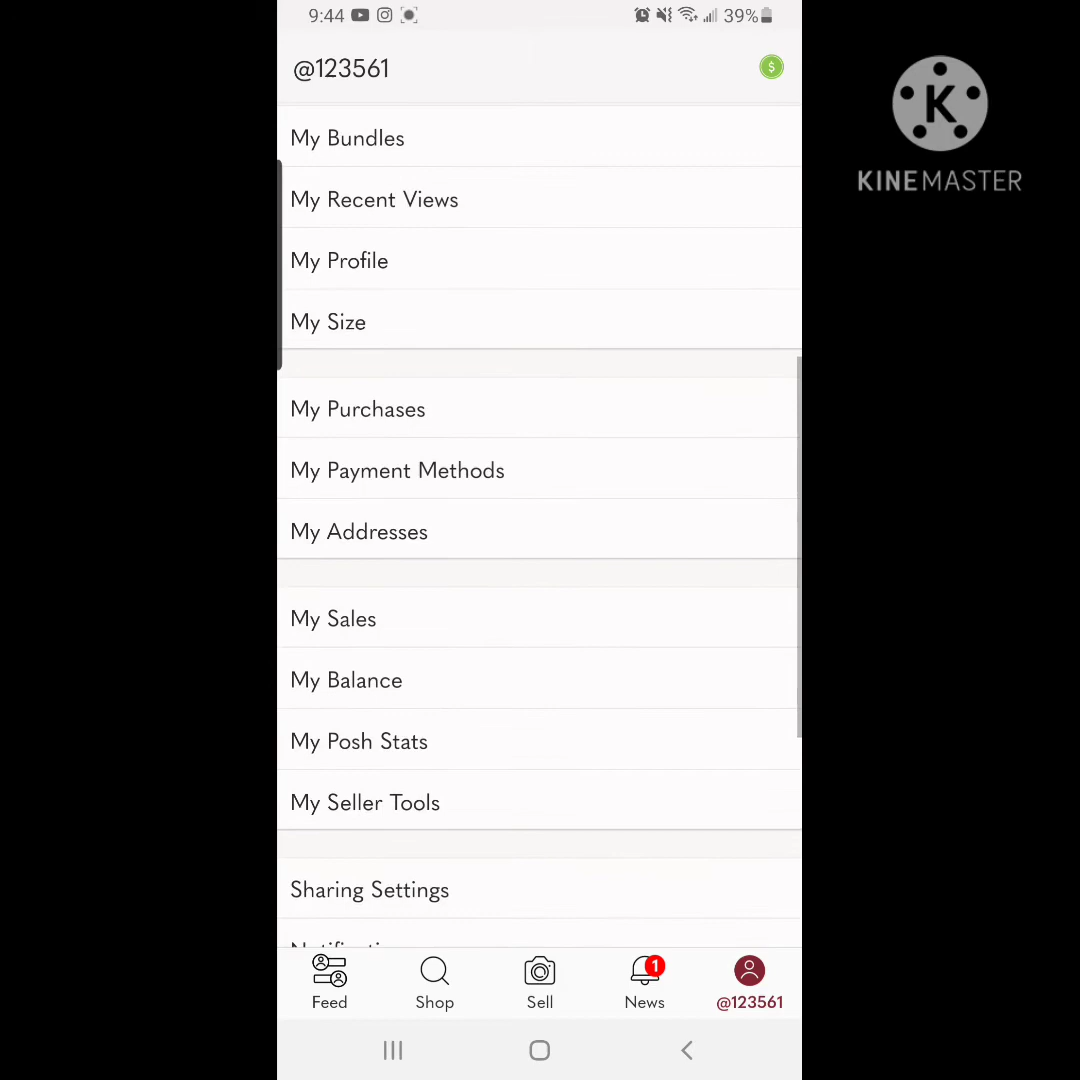 9:44 39%
@123561
$
K
KINEMASTER
My Bundles
My Recent Views
My Profile
My Size
My Purchases
My Payment Methods
My Addresses
My Sales
My Balance
My Posh Stats
My Seller Tools
Sharing Settings
Feed Shop Sell 1 News @123561